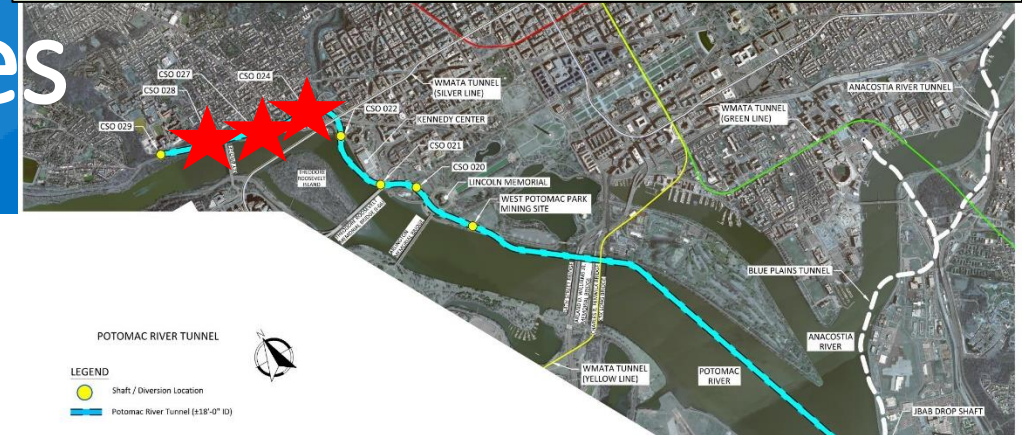 es
CSO 027
CSO 028
CSO 029
CSO 024
WMATA TUNNEL
(SILVER LINE)
CSO 022
KENNEDY CENTER
CSO 021
CSO 020
LINCOLN MEMORIAL
WEST POTOMAC PARK
MINING SITE
THEODORE
ROOSEVELT
ISLAND
WMATA TUNNEL
(GREEN LINE)
ANACOSTIA RIVER TUNNEL
BLUE PLAINS TUNNEL
ANACOSTIA
RIVER
WMATA TUNNEL
(YELLOW LINE)
POTOMAC
RIVER
JBAB DROP SHAFT
POTOMAC RIVER TUNNEL
LEGEND
Shaft / Diversion Location
Potomac River Tunnel (±18'-0" ID)